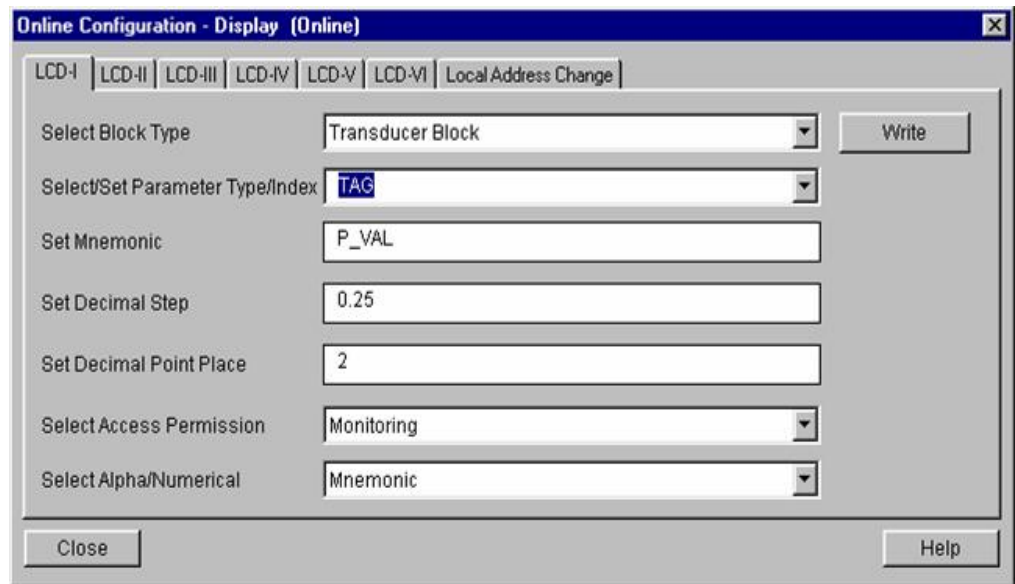 Online Configuration - Display (Online)
LCD-I LCD-II LCD-III LCD-IV LCD-V LCD-VI Local Address Change
Select Block Type Transducer Block Write
Select/Set Parameter Type/Index TAG
Set Mnemonic P_VAL
Set Decimal Step 0.25
Set Decimal Point Place 2
Select Access Permission Monitoring
Select Alpha/Numerical Mnemonic
Close Help